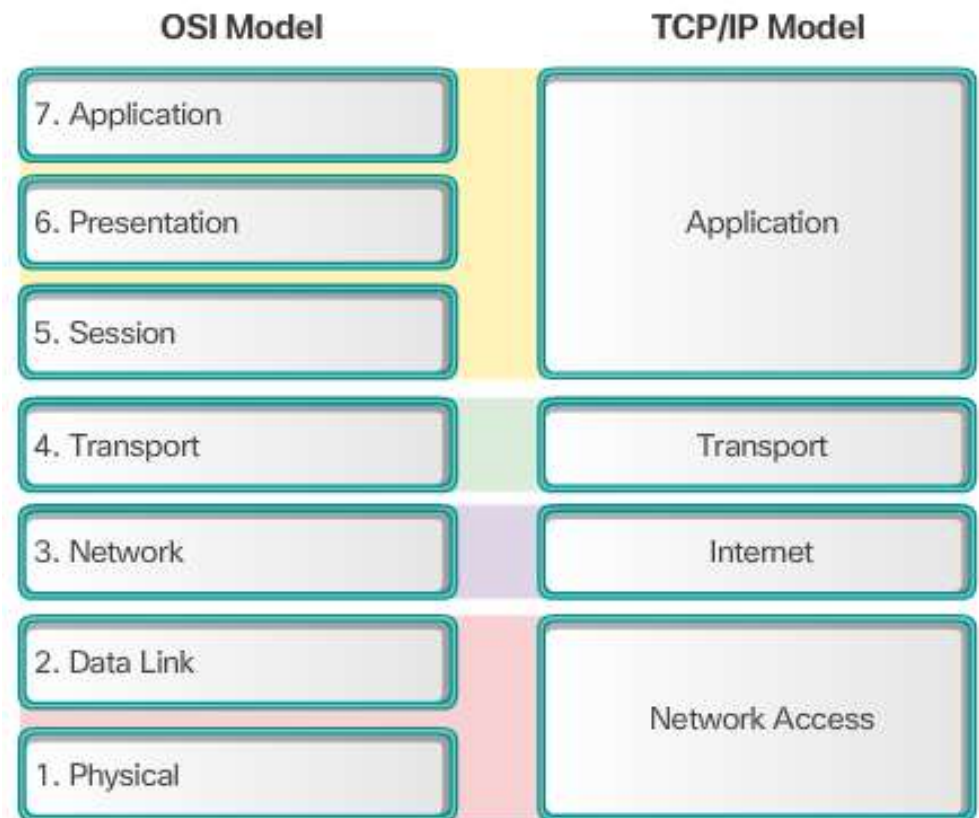 OSI Model
TCP/IP Model
7. Application
6. Presentation
5. Session
Application
4. Transport
Transport
3. Network
Internet
2. Data Link
1. Physical
Network Access